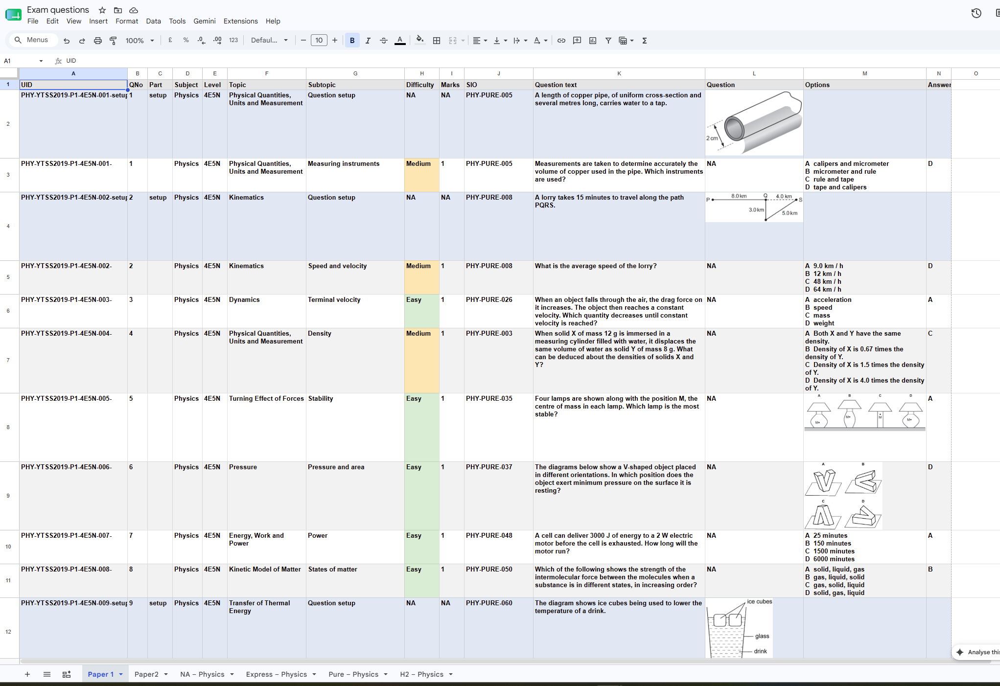 Exam questions
File Edit View Insert Format Data Tools Gemini Extensions Help
Menus 100% £ % .0 .00 123 Defaul... 10 B I A
A1 fx UID
A B C D E F G H I J K L M N O
1 UID QNo Part Subject Level Topic Subtopic Difficulty Marks SIO Question text Question Options Answer
2 PHY-YTSS2019-P1-4E5N-001-setup 1 setup Physics 4E5N Physical Quantities, Question setup NA NA PHY-PURE-005 A length of copper pipe, of uniform cross-section and
Units and Measurement several metres long, carries water to a tap.
2 cm
3 PHY-YTSS2019-P1-4E5N-001- 1 Physics 4E5N Physical Quantities, Measuring instruments Medium 1 PHY-PURE-005 Measurements are taken to determine accurately the NA A calipers and micrometer D
Units and Measurement volume of copper used in the pipe. Which instruments B micrometer and rule
are used? C rule and tape
D tape and calipers
4 PHY-YTSS2019-P1-4E5N-002-setup 2 setup Physics 4E5N Kinematics Question setup NA NA PHY-PURE-008 A lorry takes 15 minutes to travel along the path P 8.0 km Q 4.0 km S
PQRS. 3.0 km 5.0 km
5 PHY-YTSS2019-P1-4E5N-002- 2 Physics 4E5N Kinematics Speed and velocity Medium 1 PHY-PURE-008 What is the average speed of the lorry? NA A 9.0 km / h D
B 12 km / h
C 48 km / h
D 64 km / h
6 PHY-YTSS2019-P1-4E5N-003- 3 Physics 4E5N Dynamics Terminal velocity Easy 1 PHY-PURE-026 When an object falls through the air, the drag force on NA A acceleration A
it increases. The object then reaches a constant B speed
velocity. Which quantity decreases until constant C mass
velocity is reached? D weight
7 PHY-YTSS2019-P1-4E5N-004- 4 Physics 4E5N Physical Quantities, Density Medium 1 PHY-PURE-003 When solid X of mass 12 g is immersed in a NA A Both X and Y have the same C
Units and Measurement measuring cylinder filled with water, it displaces the density.
same volume of water as solid Y of mass 8 g. What B Density of X is 0.67 times the
can be deduced about the densities of solids X and density of Y.
Y? C Density of X is 1.5 times the density
of Y.
D Density of X is 4.0 times the density
of Y.
8 PHY-YTSS2019-P1-4E5N-005- 5 Physics 4E5N Turning Effect of Forces Stability Easy 1 PHY-PURE-035 Four lamps are shown along with the position M, the NA A B C D A
centre of mass in each lamp. Which lamp is the most M M M M
stable?
9 PHY-YTSS2019-P1-4E5N-006- 6 Physics 4E5N Pressure Pressure and area Easy 1 PHY-PURE-037 The diagrams below show a V-shaped object placed NA A B D
in different orientations. In which position does the
object exert minimum pressure on the surface it is
resting? C D
10 PHY-YTSS2019-P1-4E5N-007- 7 Physics 4E5N Energy, Work and Power Easy 1 PHY-PURE-048 A cell can deliver 3000 J of energy to a 2 W electric NA A 25 minutes A
Power motor before the cell is exhausted. How long will the B 150 minutes
motor run? C 1500 minutes
D 6000 minutes
11 PHY-YTSS2019-P1-4E5N-008- 8 Physics 4E5N Kinetic Model of Matter States of matter Easy 1 PHY-PURE-050 Which of the following shows the strength of the NA A solid, liquid, gas B
intermolecular force between the molecules when a B gas, liquid, solid
substance is in different states, in increasing order? C gas, solid, liquid
D solid, gas, liquid
12 PHY-YTSS2019-P1-4E5N-009-setup 9 setup Physics 4E5N Transfer of Thermal Question setup NA NA PHY-PURE-060 The diagram shows ice cubes being used to lower the ice cubes
Energy temperature of a drink.
glass
drink
Analyse this
Paper 1 Paper2 NA – Physics Express – Physics Pure – Physics H2 – Physics